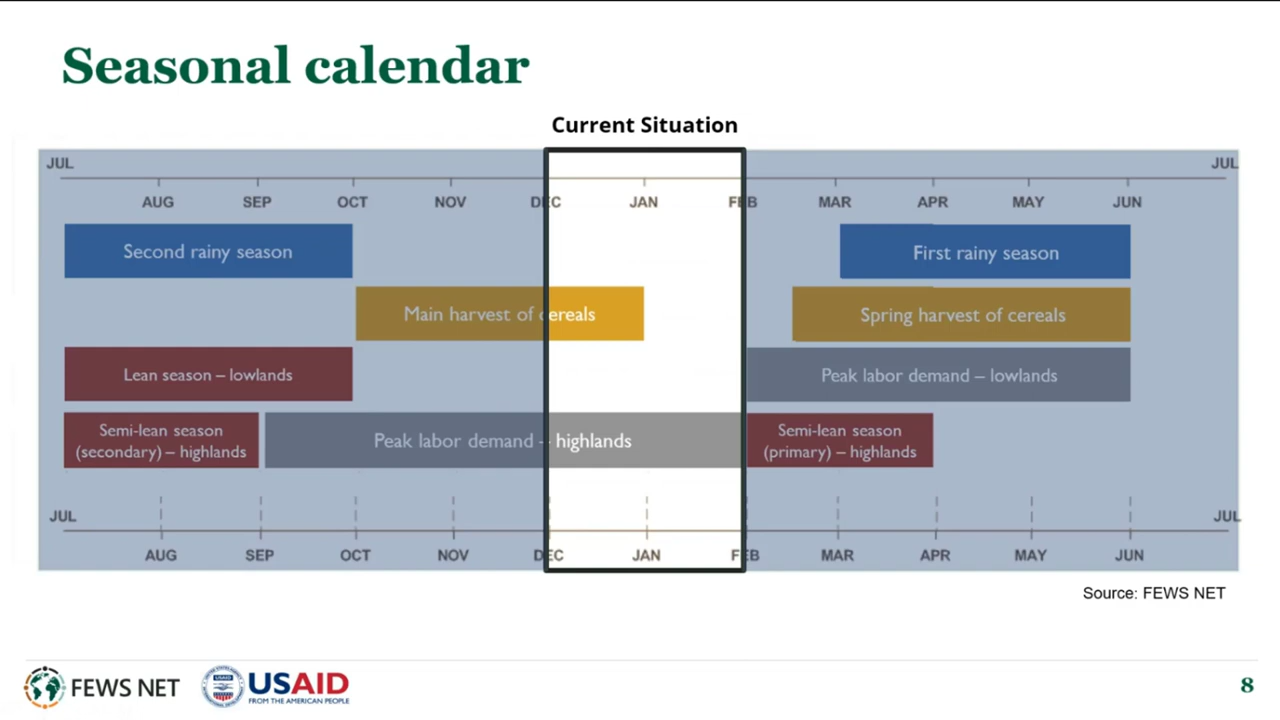 Seasonal calendar
Current Situation
JUL JUL
AUG SEP OCT NOV DEC JAN FEB MAR APR MAY JUN
Second rainy season First rainy season
Main harvest of cereals Spring harvest of cereals
Lean season – lowlands Peak labor demand – lowlands
Semi-lean season
(secondary) – highlands
Peak labor demand – highlands
Semi-lean season
(primary) – highlands
JUL JUL
AUG SEP OCT NOV DEC JAN FEB MAR APR MAY JUN
Source: FEWS NET
FEWS NET
USAID
FROM THE AMERICAN PEOPLE
8